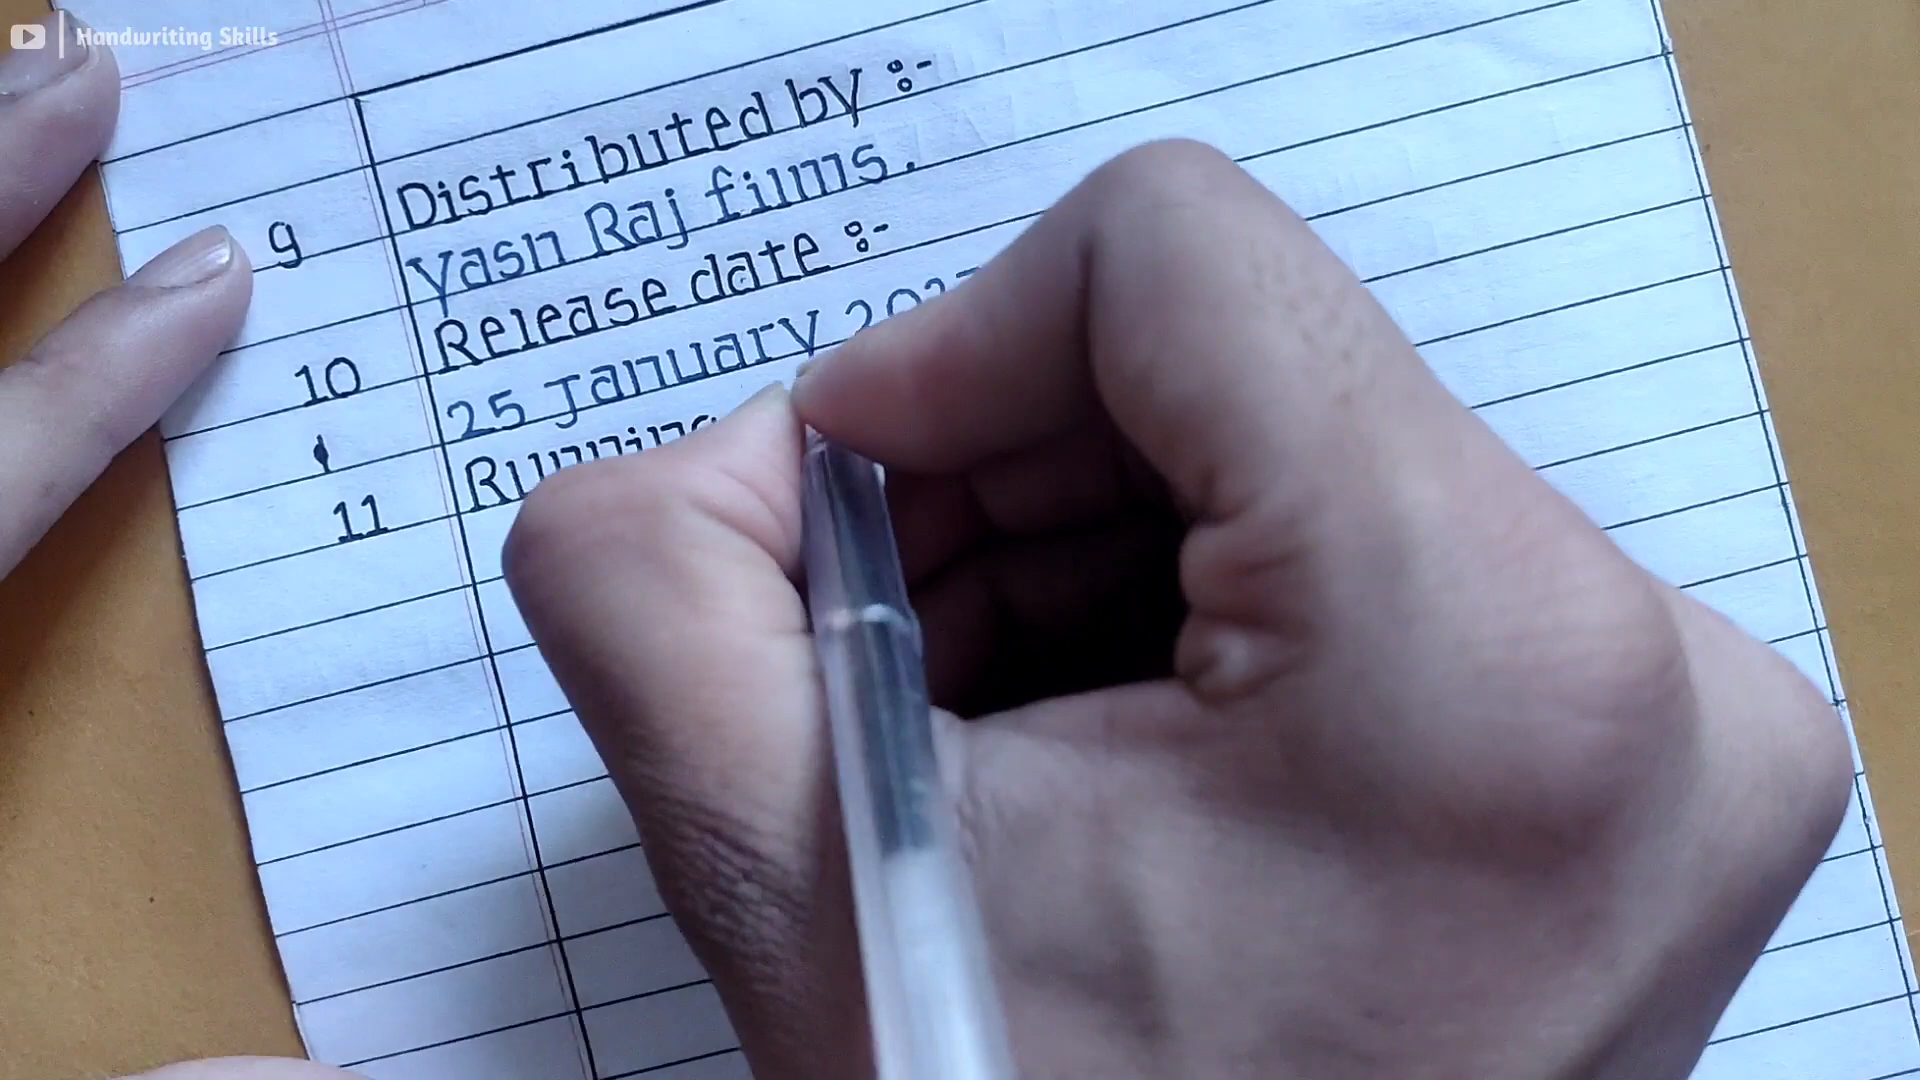 Handwriting Skills
9 Distributed by :-
Yash Raj films.
10 Release date :-
25 January
11